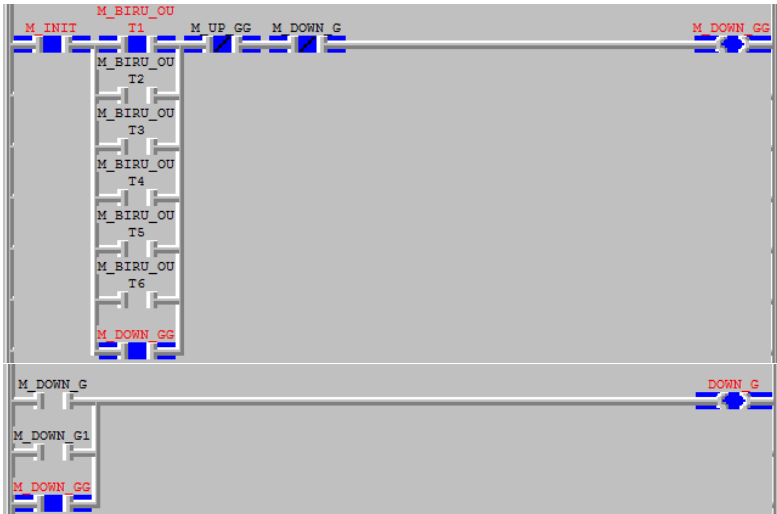 M_BIRU_OU
M_INIT T1 M_UP_GG M_DOWN_G M_DOWN_GG
M_BIRU_OU
T2
M_BIRU_OU
T3
M_BIRU_OU
T4
M_BIRU_OU
T5
M_BIRU_OU
T6
M_DOWN_GG
M_DOWN_G DOWN_G
M_DOWN_G1
M_DOWN_GG